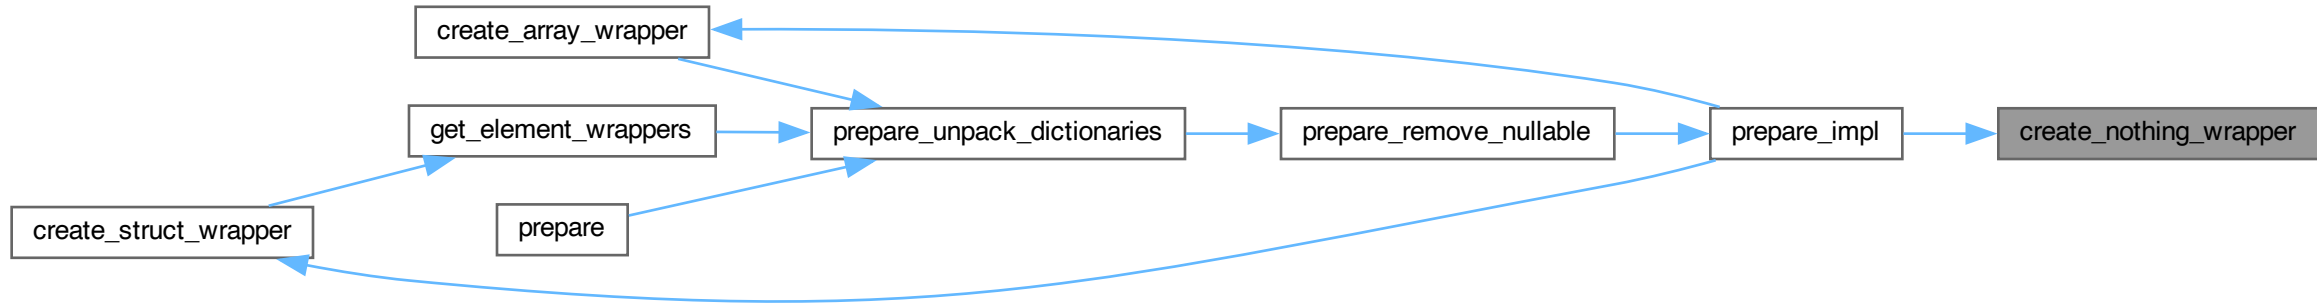 create_array_wrapper
get_element_wrappers
prepare_unpack_dictionaries
prepare_remove_nullable
prepare_impl
create_nothing_wrapper
create_struct_wrapper
prepare